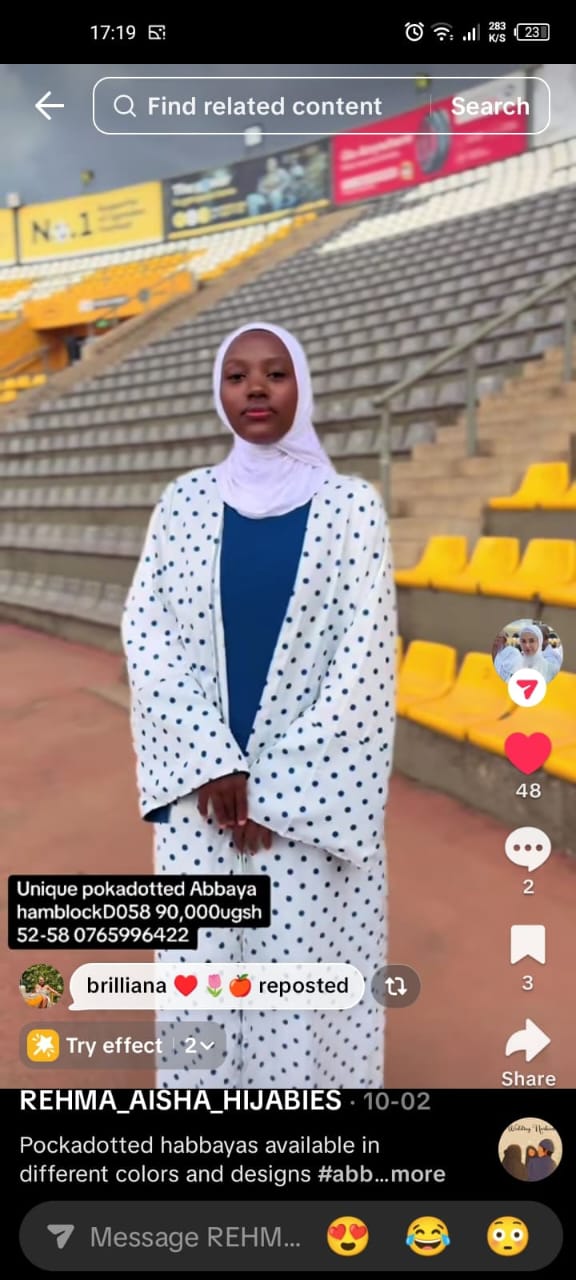 17:19
283
K/S
23
Find related content
Search
No.1
Unique pokadotted Abbaya
hamblockD058 90,000ugsh
52-58 0765996422
48
2
3
brilliana ❤️🌷🍎 reposted
Try effect | 2
Share
REHMA_AISHA_HIJABIES · 10-02
Pockadotted habbayas available in
different colors and designs #abb...more
Message REHM...